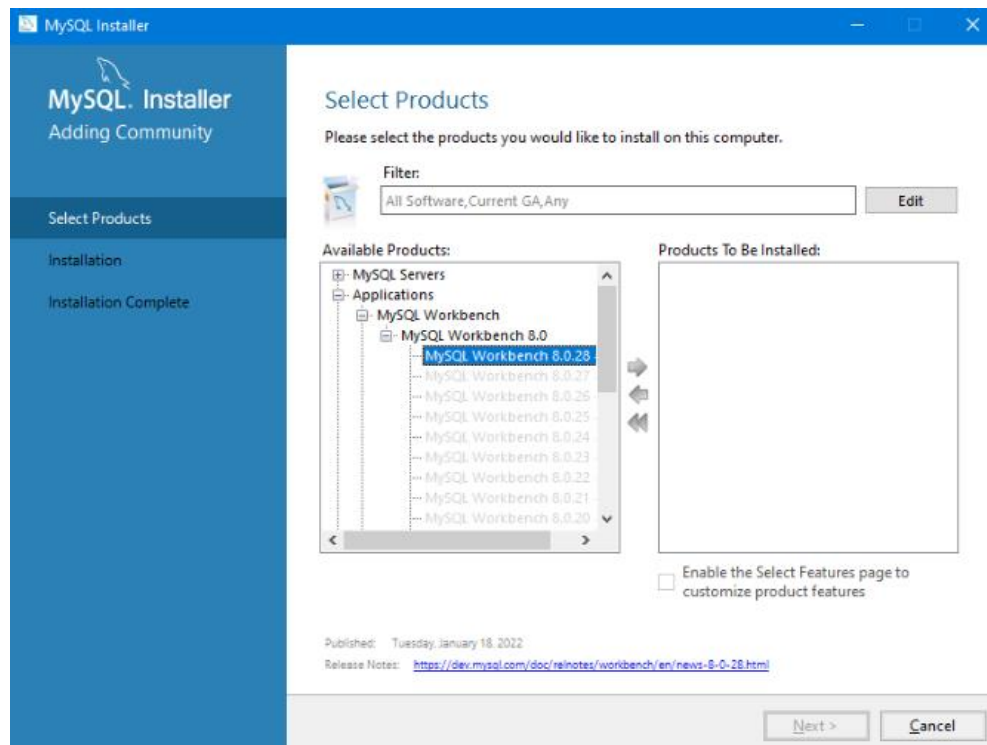 MySQL Installer
MySQL. Installer
Adding Community
Select Products
Installation
Installation Complete
Select Products
Please select the products you would like to install on this computer.
Filter:
All Software,Current GA,Any
Edit
Available Products:
MySQL Servers
Applications
MySQL Workbench
MySQL Workbench 8.0
MySQL Workbench 8.0.28 -
MySQL Workbench 8.0.27 -
MySQL Workbench 8.0.26 -
MySQL Workbench 8.0.25 -
MySQL Workbench 8.0.24 -
MySQL Workbench 8.0.23 -
MySQL Workbench 8.0.22 -
MySQL Workbench 8.0.21 -
MySQL Workbench 8.0.20 -
Products To Be Installed:
Enable the Select Features page to
customize product features
Published: Tuesday, January 18, 2022
Release Notes: https://dev.mysql.com/doc/relnotes/workbench/en/news-8-0-28.html
Next >
Cancel